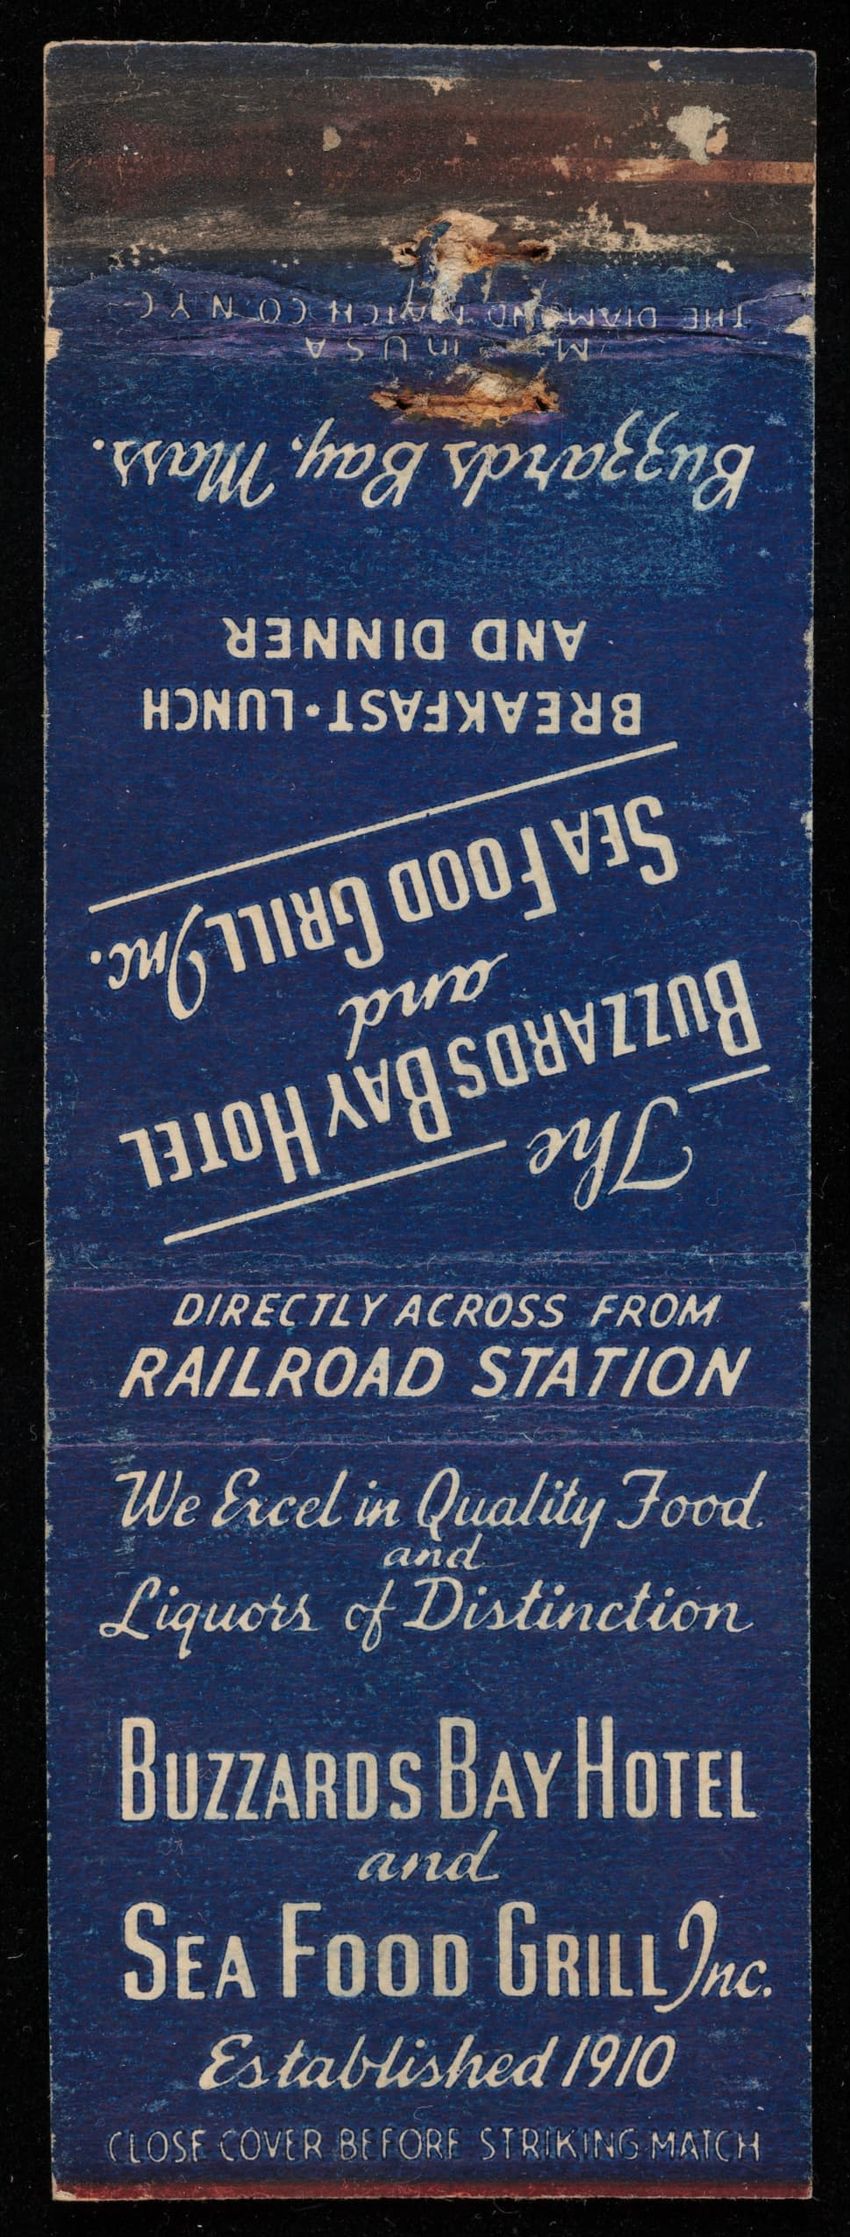 THE DIAMOND MATCH CO. N.Y.C.
MADE in U S A
Buzzards Bay, Mass.
The
BUZZARDS BAY HOTEL
and
SEA FOOD GRILL Inc.
BREAKFAST • LUNCH
AND DINNER
DIRECTLY ACROSS FROM
RAILROAD STATION
We Excel in Quality Food
and
Liquors of Distinction
BUZZARDS BAY HOTEL
and
SEA FOOD GRILL Inc.
Established 1910
CLOSE COVER BEFORE STRIKING MATCH